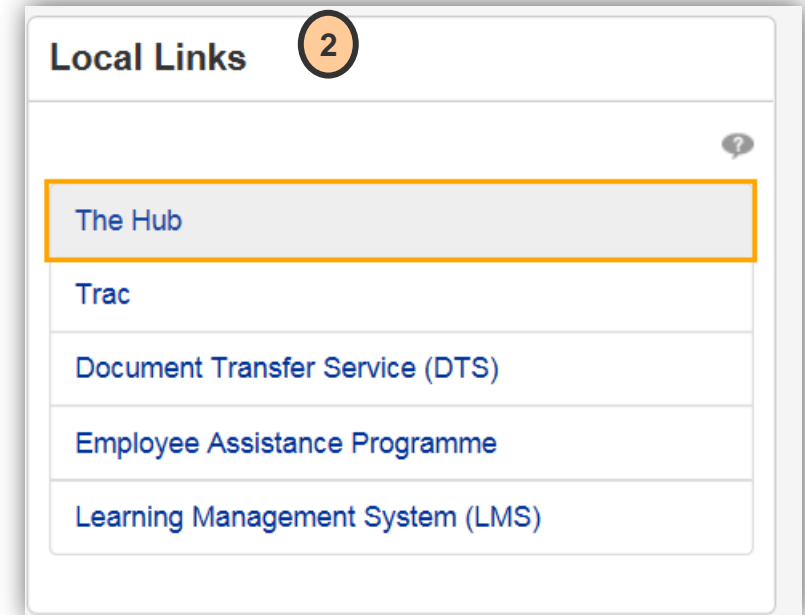 Local Links 2
?
The Hub
Trac
Document Transfer Service (DTS)
Employee Assistance Programme
Learning Management System (LMS)